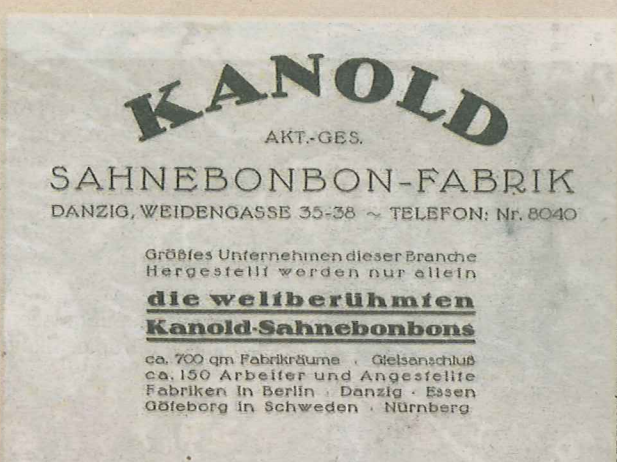 KANOLD
AKT.-GES.
SAHNEBONBON-FABRIK
DANZIG, WEIDENGASSE 35-38 ~ TELEFON: Nr. 8040
Größtes Unternehmen dieser Branche
Hergestellt werden nur allein
die weltberühmten
Kanold-Sahnebonbons
ca. 700 qm Fabrikräume · Gleisanschluß
ca. 150 Arbeiter und Angestellte
Fabriken in Berlin · Danzig · Essen
Göteborg in Schweden · Nürnberg